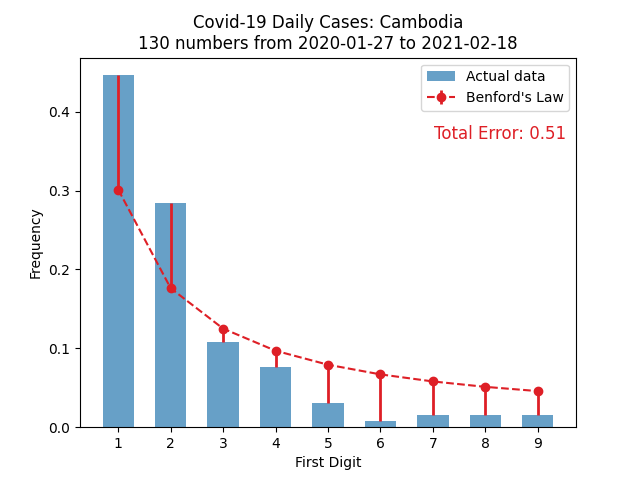 Covid-19 Daily Cases: Cambodia
130 numbers from 2020-01-27 to 2021-02-18
Actual data
Benford's Law
Total Error: 0.51
Frequency
0.4
0.3
0.2
0.1
0.0
1 2 3 4 5 6 7 8 9
First Digit